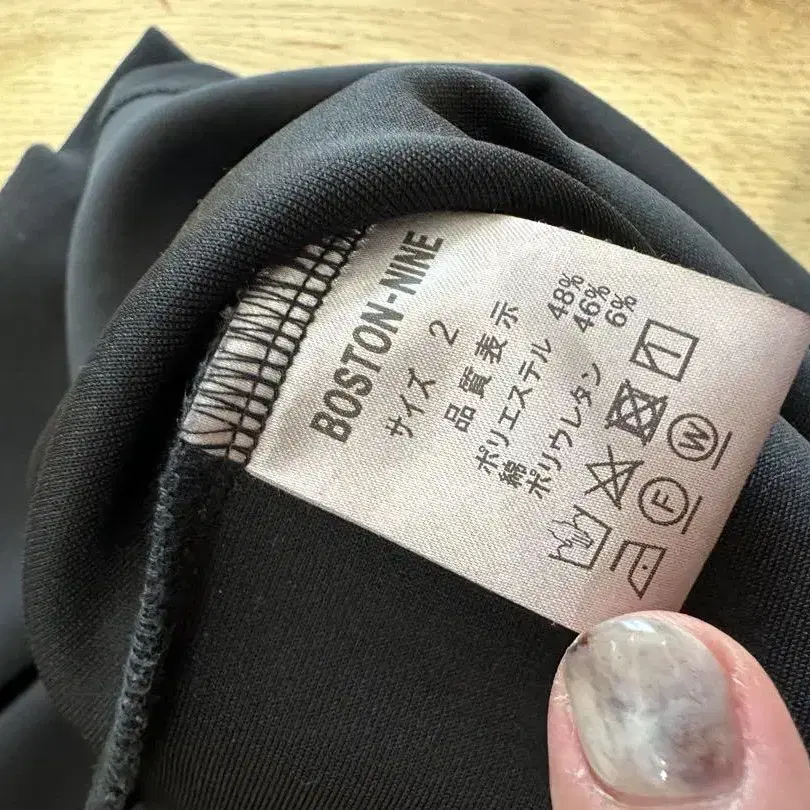 BOSTON-NINE
サイズ 2
品質表示
ポリエステル 48%
綿 46%
ポリウレタン 6%
F W